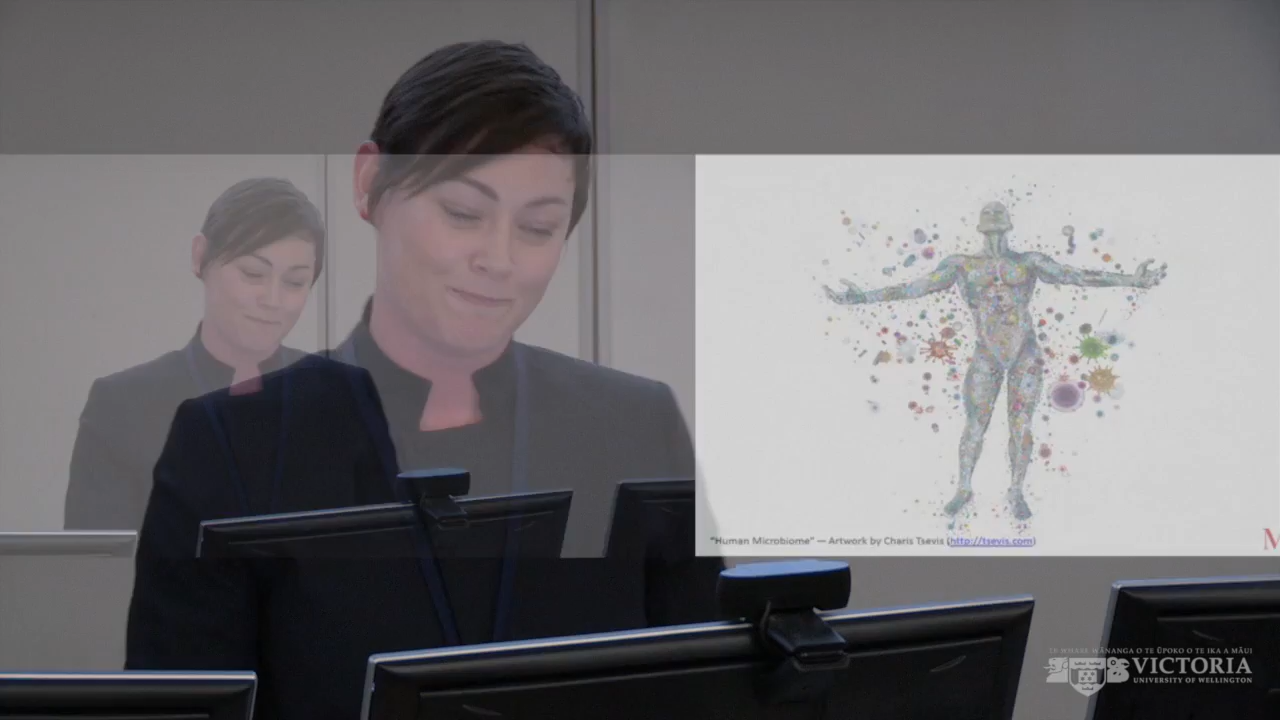 "Human Microbiome" — Artwork by Charis Tsevis (http://tsevis.com)
M
TE WHARE WĀNANGA O TE ŪPOKO O TE IKA A MĀUI
VICTORIA
UNIVERSITY OF WELLINGTON